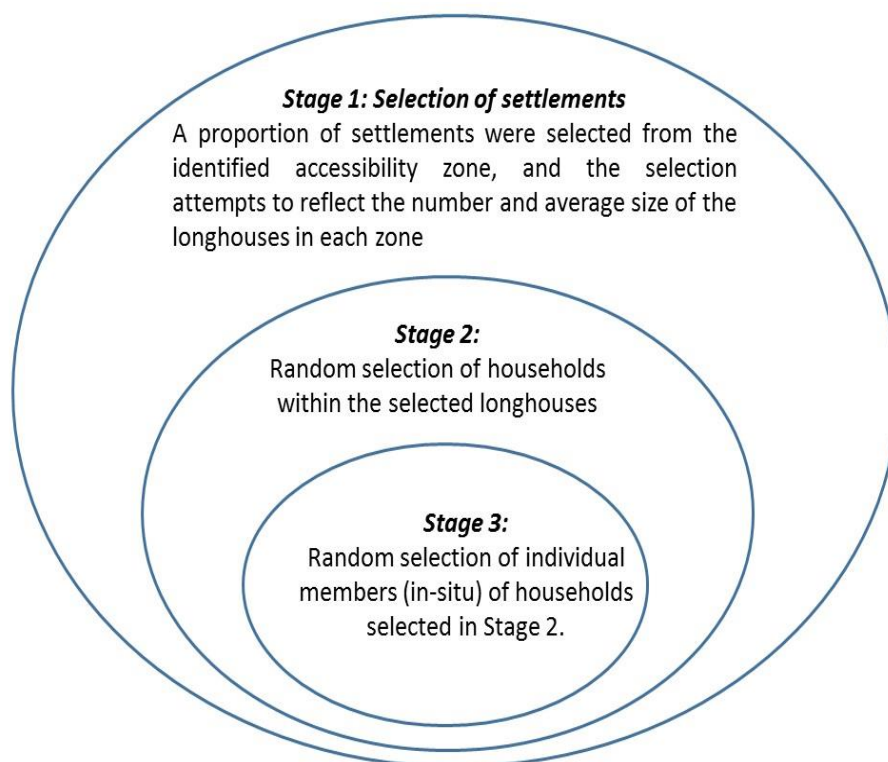 Stage 1: Selection of settlements
A proportion of settlements were selected from the
identified accessibility zone, and the selection
attempts to reflect the number and average size of the
longhouses in each zone
Stage 2:
Random selection of households
within the selected longhouses
Stage 3:
Random selection of individual
members (in-situ) of households
selected in Stage 2.